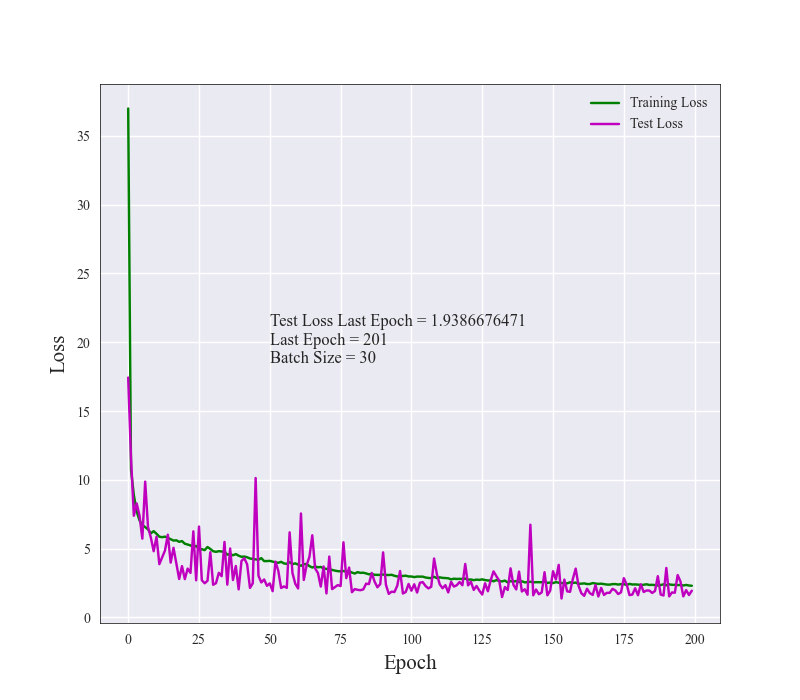 Training Loss
Test Loss
35
30
25
20
15
10
5
0
Test Loss Last Epoch = 1.9386676471
Last Epoch = 201
Batch Size = 30
Loss
0 25 50 75 100 125 150 175 200
Epoch